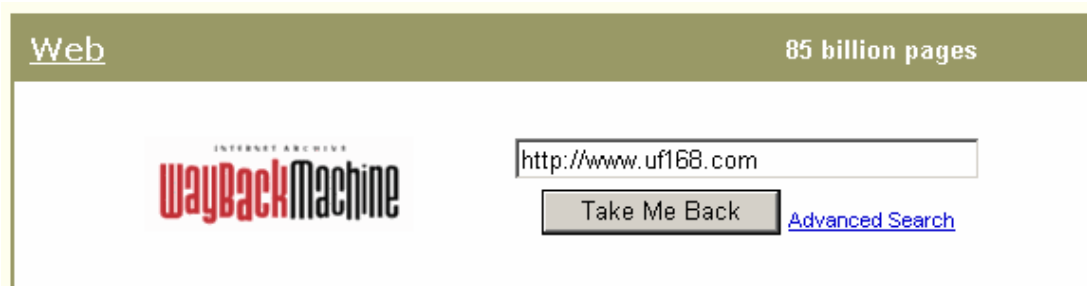 Web
85 billion pages
INTERNET ARCHIVE
WayBackMachine
http://www.uf168.com
Take Me Back
Advanced Search